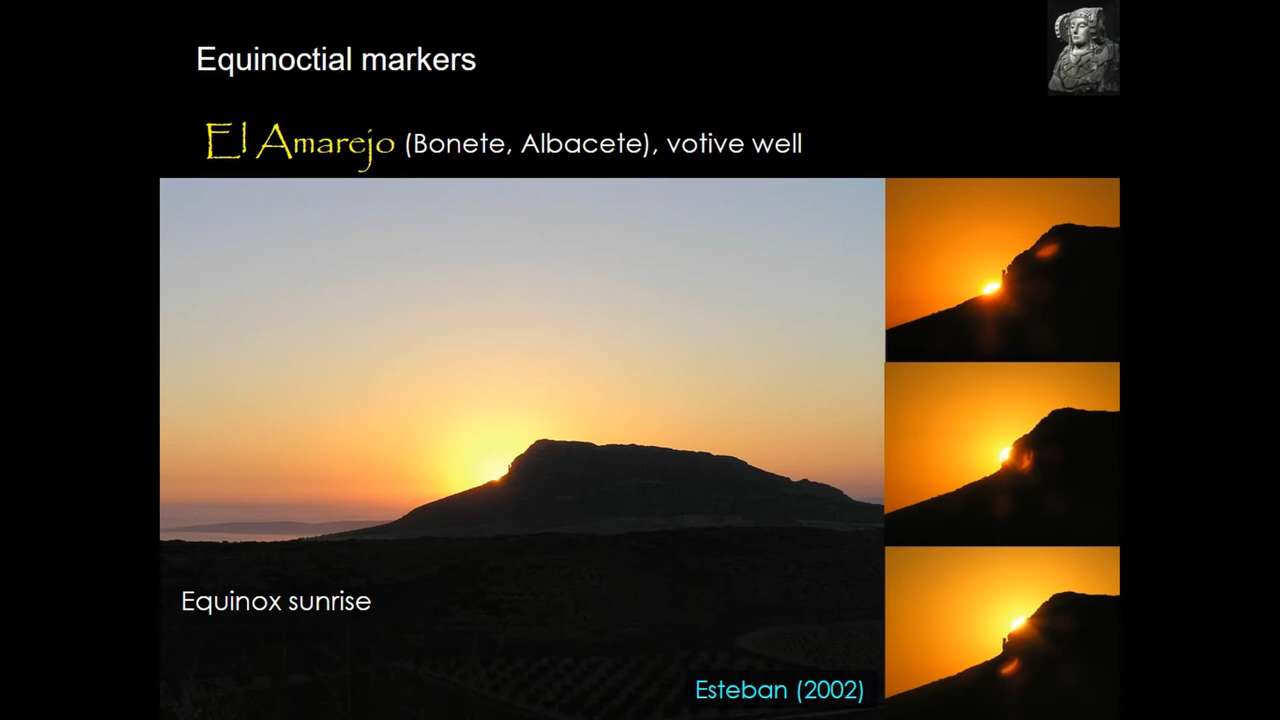 Equinoctial markers
El Amarejo (Bonete, Albacete), votive well
Equinox sunrise
Esteban (2002)